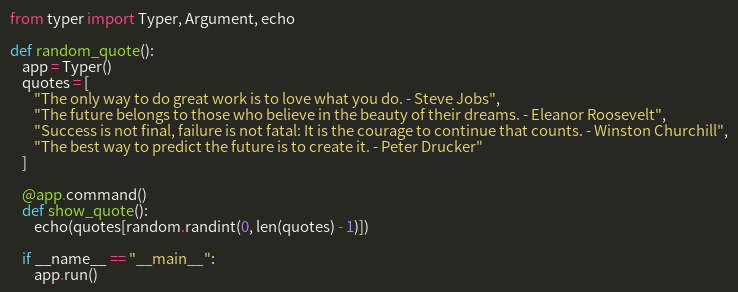 from typer import Typer, Argument, echo
def random_quote():
app = Typer()
quotes = [
"The only way to do great work is to love what you do. - Steve Jobs",
"The future belongs to those who believe in the beauty of their dreams. - Eleanor Roosevelt",
"Success is not final, failure is not fatal: It is the courage to continue that counts. - Winston Churchill",
"The best way to predict the future is to create it. - Peter Drucker"
]
@app.command()
def show_quote():
echo(quotes[random.randint(0, len(quotes) - 1)])
if __name__ == "__main__":
app.run()